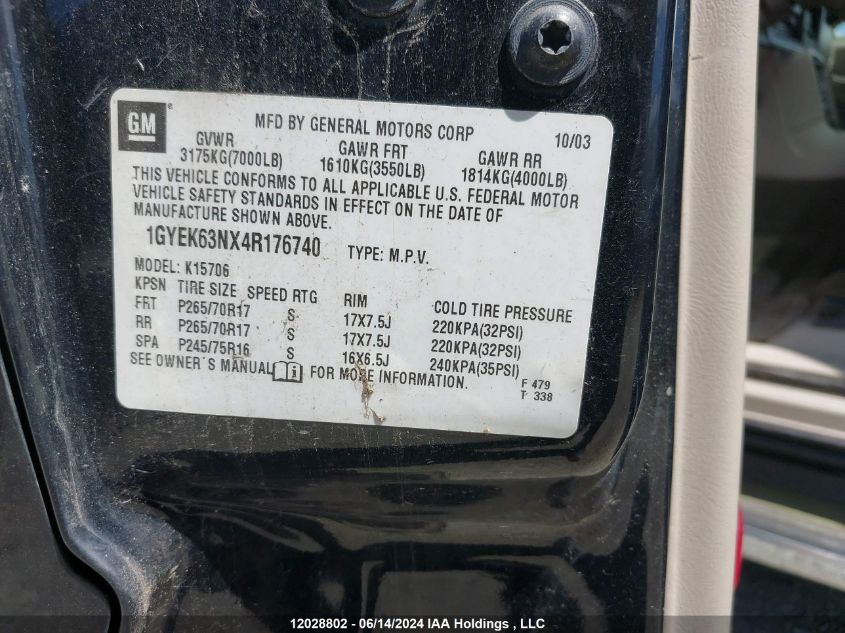 GM ® MFD BY GENERAL MOTORS CORP 10/03
GVWR GAWR FRT GAWR RR
3175KG(7000LB) 1610KG(3550LB) 1814KG(4000LB)
THIS VEHICLE CONFORMS TO ALL APPLICABLE U.S. FEDERAL MOTOR
VEHICLE SAFETY STANDARDS IN EFFECT ON THE DATE OF
MANUFACTURE SHOWN ABOVE.
1GYEK63NX4R176740 TYPE: M.P.V.
MODEL: K15706
KPSN TIRE SIZE SPEED RTG RIM COLD TIRE PRESSURE
FRT P265/70R17 S 17X7.5J 220KPA(32PSI)
RR P265/70R17 S 17X7.5J 220KPA(32PSI)
SPA P245/75R16 S 16X6.5J 240KPA(35PSI)
SEE OWNER'S MANUAL i FOR MORE INFORMATION.
F 479
T 338
12028802 - 06/14/2024 IAA Holdings , LLC